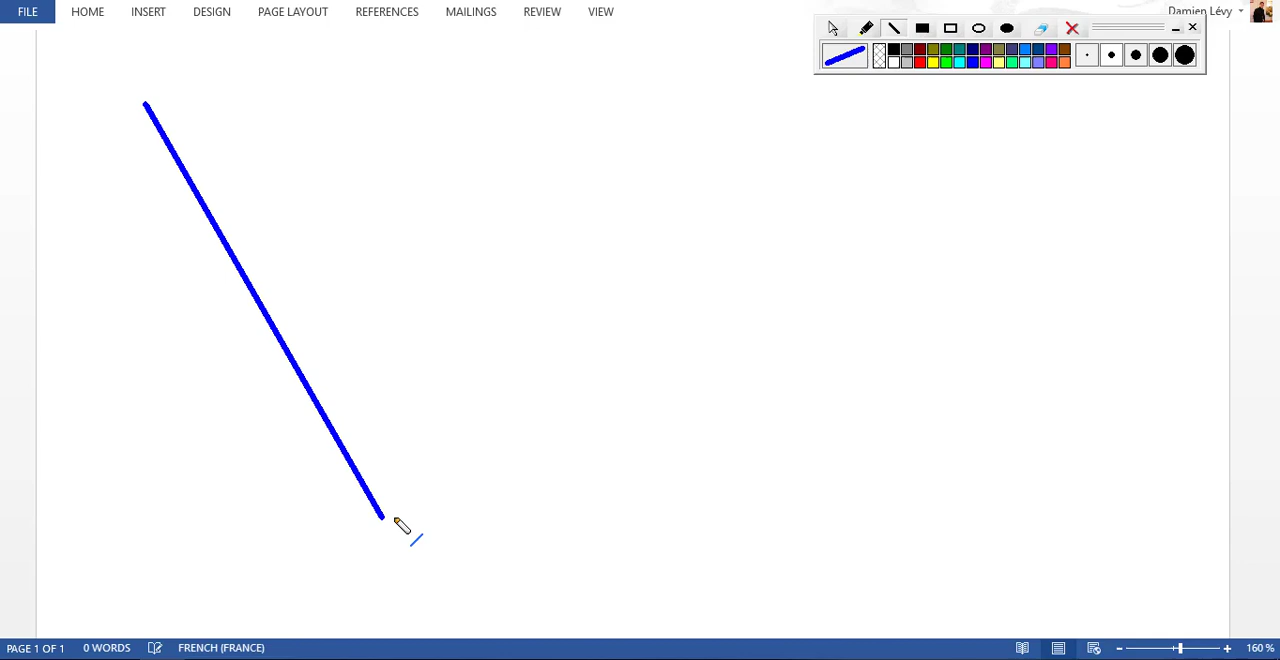 FILE HOME INSERT DESIGN PAGE LAYOUT REFERENCES MAILINGS REVIEW VIEW Damien Lévy
PAGE 1 OF 1 0 WORDS FRENCH (FRANCE) 160 %